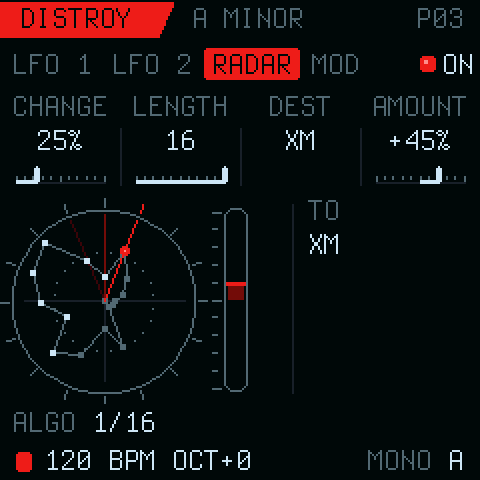 DISTROY A MINOR P03
LFO 1 LFO 2 RADAR MOD ON
CHANGE LENGTH DEST AMOUNT
25% 16 XM +45%
TO
XM
ALGO 1/16
120 BPM OCT+0 MONO A